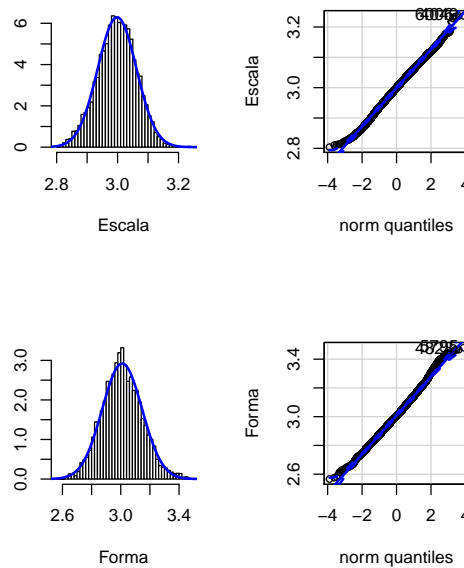 0 2 4 6
2.8 3.0 3.2
Escala
Escala
2.8 3.0 3.2
−4 −2 0 2 4
norm quantiles
0.0 1.0 2.0 3.0
2.6 3.0 3.4
Forma
Forma
2.6 3.0 3.4
−4 −2 0 2 4
norm quantiles